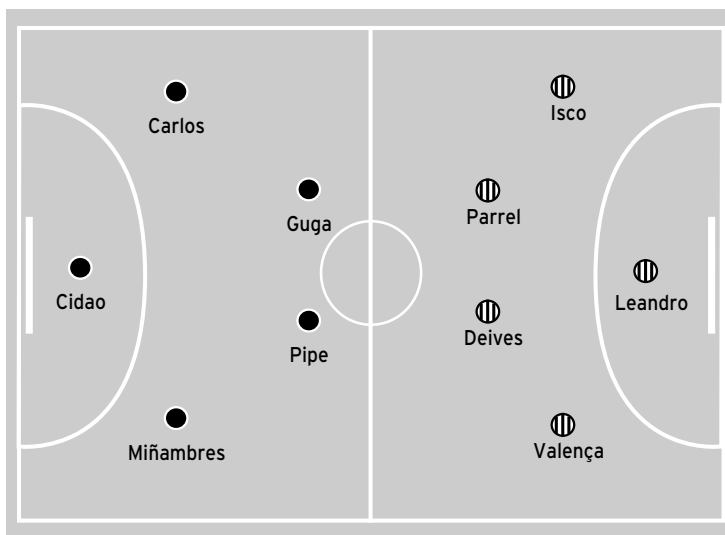 Carlos
Isco
Guga
Parrel
Cidao
Leandro
Pipe
Deives
Miñambres
Valença